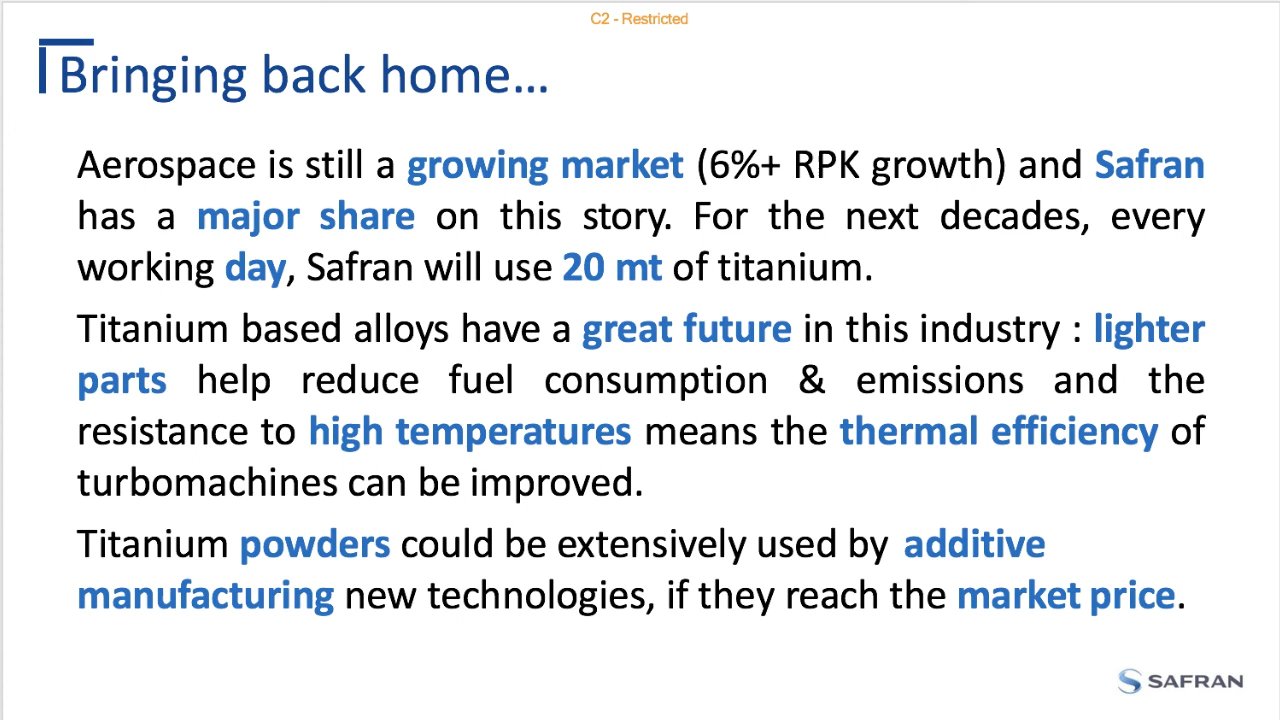 C2 - Restricted
Bringing back home...
Aerospace is still a growing market (6%+ RPK growth) and Safran
has a major share on this story. For the next decades, every
working day, Safran will use 20 mt of titanium.
Titanium based alloys have a great future in this industry : lighter
parts help reduce fuel consumption & emissions and the
resistance to high temperatures means the thermal efficiency of
turbomachines can be improved.
Titanium powders could be extensively used by additive
manufacturing new technologies, if they reach the market price.
SAFRAN